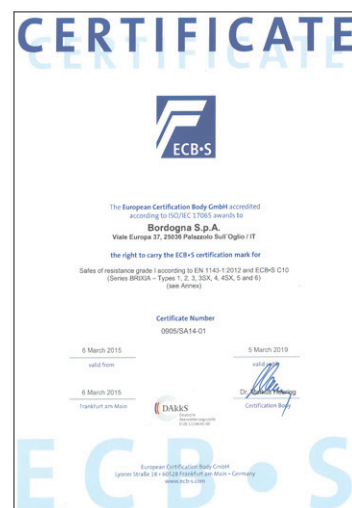 CERTIFICATE
CERTIFICATE
ECB•S
The European Certification Body GmbH accredited
according to ISO/IEC 17065 awards to
Bordogna S.p.A.
Viale Europa 37, 25036 Palazzolo Sull'Oglio / IT
the right to carry the ECB•S certification mark for
Safes of resistance grade I according to EN 1143-1:2012 and ECB•S C10
(Series BRIXIA – Types 1, 2, 3, 3SX, 4, 4SX, 5 and 6)
(see Annex)
Certificate Number
0905/SA14-01
6 March 2015
5 March 2019
valid from
valid until
6 March 2015
Dr. Markus
Frankfurt am Main
DAkkS
Deutsche
Akkreditierungsstelle
Certification Body
European Certification Body GmbH
Lyoner Straße 18 • 60528 Frankfurt am Main • Germany
www.ecb-s.com
ECB•S